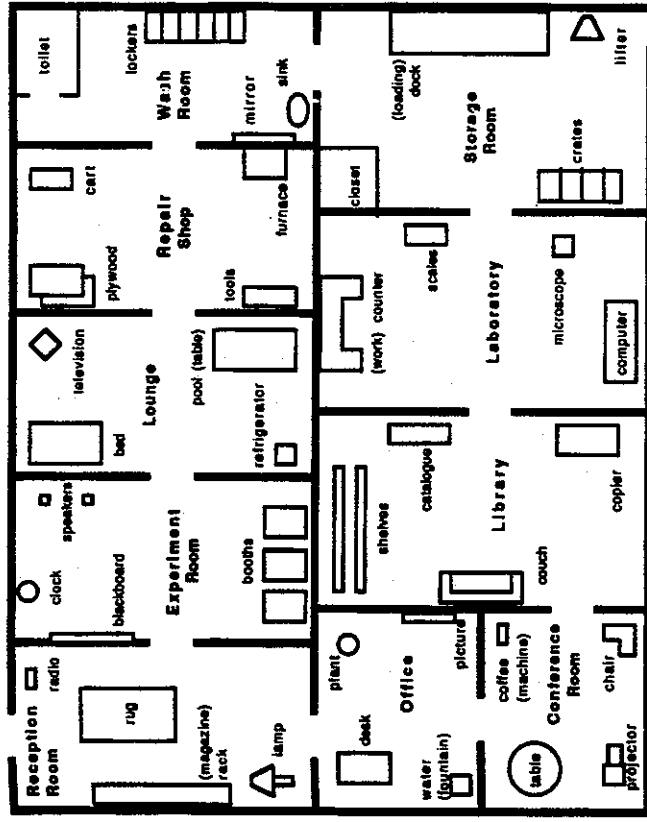 toilet
lockers
Wash
Room
mirror
sink
cart
plywood
Repair
Shop
furnace
tools
television
bed
Lounge
pool (table)
refrigerator
speakers
clock
blackboard
Experiment
Room
booths
radio
Reception
Room
rug
(magazine)
rack
lamp
(loading)
dock
lifter
Storage
Room
closet
crates
(work) counter
scales
Laboratory
microscope
computer
shelves
catalogue
Library
copier
couch
plant
picture
Office
desk
water
(fountain)
coffee
(machine)
Conference
Room
chair
table
projector